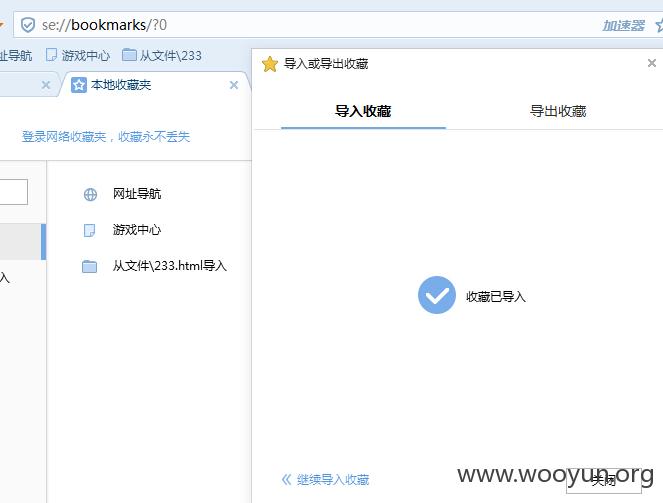 se://bookmarks/?0
加速器
址导航
游戏中心
从文件\233
本地收藏夹
导入或导出收藏
导入收藏
导出收藏
登录网络收藏夹，收藏永不丢失
网址导航
游戏中心
从文件\233.html导入
入
收藏已导入
继续导入收藏
关闭
www.wooyun.org